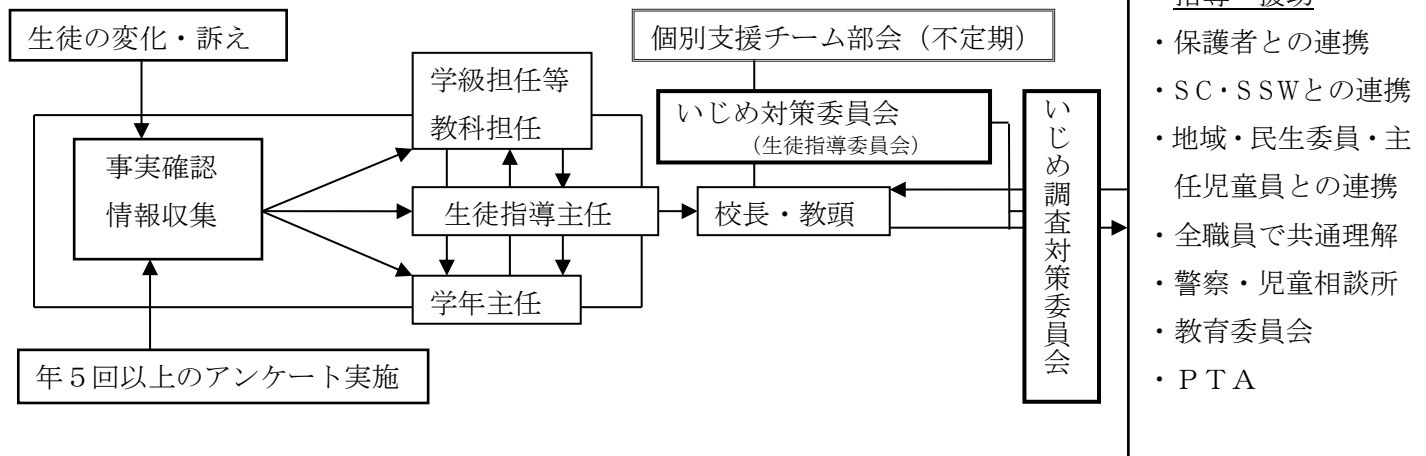 生徒の変化・訴え
個別支援チーム部会（不定期）
学級担任等
教科担任
いじめ対策委員会
（生徒指導委員会）
いじめ調査対策委員会
事実確認
情報収集
生徒指導主任
校長・教頭
学年主任
年５回以上のアンケート実施
・保護者との連携
・ＳＣ・ＳＳＷとの連携
・地域・民生委員・主
任児童員との連携
・全職員で共通理解
・警察・児童相談所
・教育委員会
・ＰＴＡ